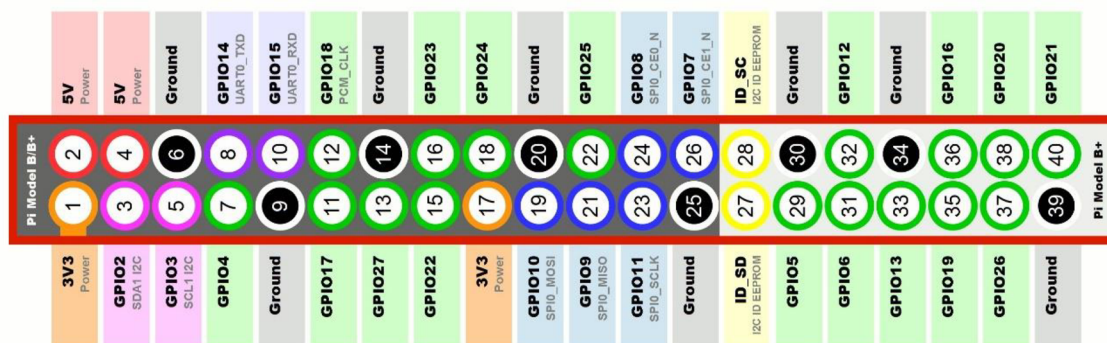 5V
Power
5V
Power
Ground
GPIO14
UART0_TXD
GPIO15
UART0_RXD
GPIO18
PCM_CLK
Ground
GPIO23
GPIO24
Ground
GPIO25
GPIO8
SPI0_CE0_N
GPIO7
SPI0_CE1_N
ID_SC
I2C ID EEPROM
Ground
GPIO12
Ground
GPIO16
GPIO20
GPIO21
Pi Model B/B+
2
4
6
8
10
12
14
16
18
20
22
24
26
28
30
32
34
36
38
40
1
3
5
7
9
11
13
15
17
19
21
23
25
27
29
31
33
35
37
39
Pi Model B+
3V3
Power
GPIO2
SDA1 I2C
GPIO3
SCL1 I2C
GPIO4
Ground
GPIO17
GPIO27
GPIO22
3V3
Power
GPIO10
SPI0_MOSI
GPIO9
SPI0_MISO
GPIO11
SPI0_SCLK
Ground
ID_SD
I2C ID EEPROM
GPIO5
GPIO6
GPIO13
GPIO19
GPIO26
Ground